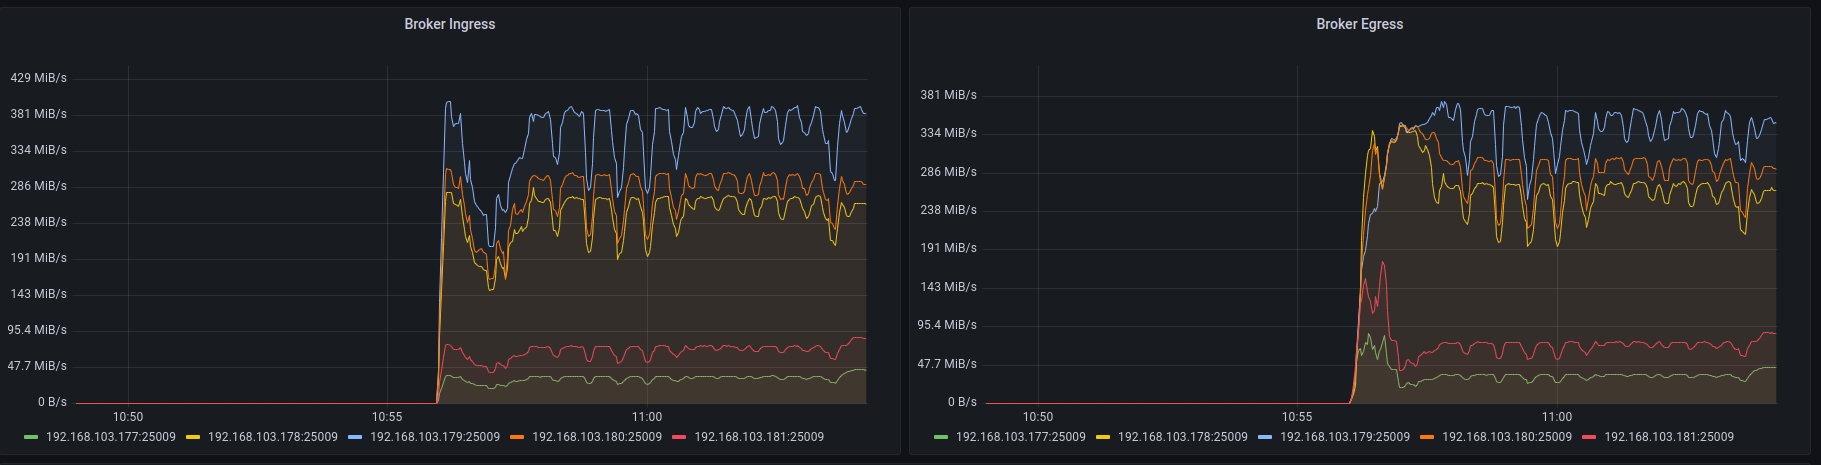 Broker Ingress
429 MiB/s
381 MiB/s
334 MiB/s
286 MiB/s
238 MiB/s
191 MiB/s
143 MiB/s
95.4 MiB/s
47.7 MiB/s
0 B/s
10:50 10:55 11:00
192.168.103.177:25009 192.168.103.178:25009 192.168.103.179:25009 192.168.103.180:25009 192.168.103.181:25009
Broker Egress
381 MiB/s
334 MiB/s
286 MiB/s
238 MiB/s
191 MiB/s
143 MiB/s
95.4 MiB/s
47.7 MiB/s
0 B/s
10:50 10:55 11:00
192.168.103.177:25009 192.168.103.178:25009 192.168.103.179:25009 192.168.103.180:25009 192.168.103.181:25009